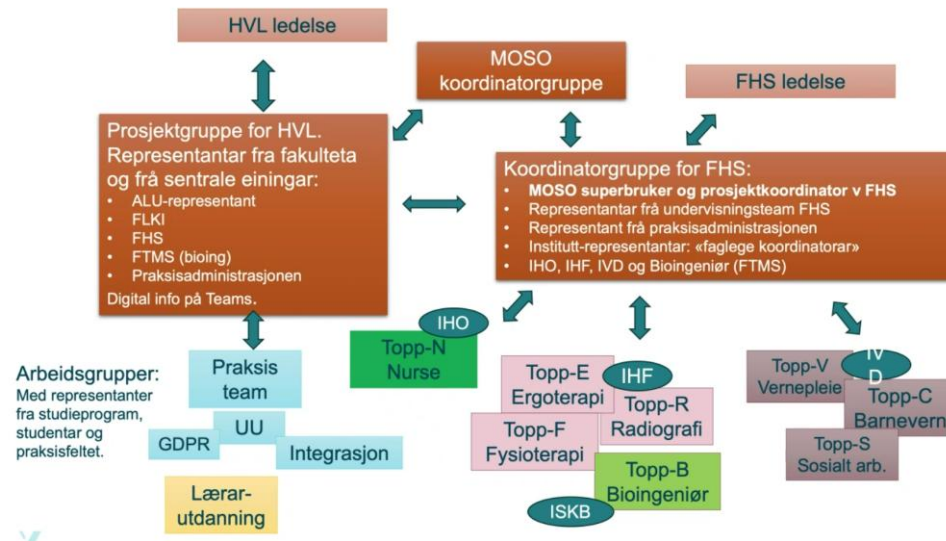 HVL ledelse
MOSO
koordinatorgruppe
FHS ledelse
Prosjektgruppe for HVL.
Representantar fra fakulteta
og frå sentrale einingar:
• ALU-representant
• FLKI
• FHS
• FTMS (bioing)
• Praksisadministrasjonen
Digital info på Teams.
Koordinatorgruppe for FHS:
• MOSO superbruker og prosjektkoordinator v FHS
• Representantar frå undervisningsteam FHS
• Representant frå praksisadministrasjonen
• Institutt-representantar: «faglege koordinatorar»
• IHO, IHF, IVD og Bioingeniør (FTMS)
Arbeidsgrupper:
Med representanter
fra studieprogram,
studentar og
praksisfeltet.
Praksis
team
UU
GDPR
Integrasjon
Lærar-
utdanning
IHO
Topp-N
Nurse
Topp-E
Ergoterapi
IHF
Topp-R
Radiografi
Topp-F
Fysioterapi
Topp-B
Bioingeniør
ISKB
Topp-V
Vernepleie
IV
D
Topp-C
Barnevern
Topp-S
Sosialt arb.